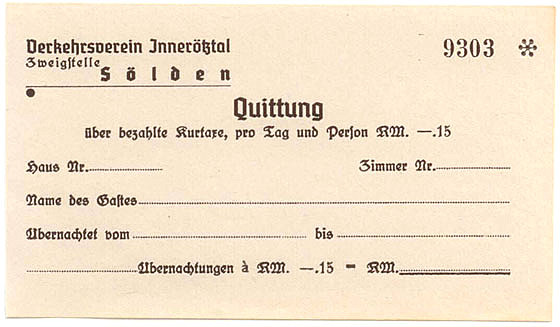 Verkehrsverein Innerötztal
Zweigstelle
Sölden
9303 ✻
Quittung
über bezahlte Kurtaxe, pro Tag und Person RM. —.15
Haus Nr. Zimmer Nr.
Name des Gastes
Übernachtet vom bis
Übernachtungen à RM. —.15 = RM.